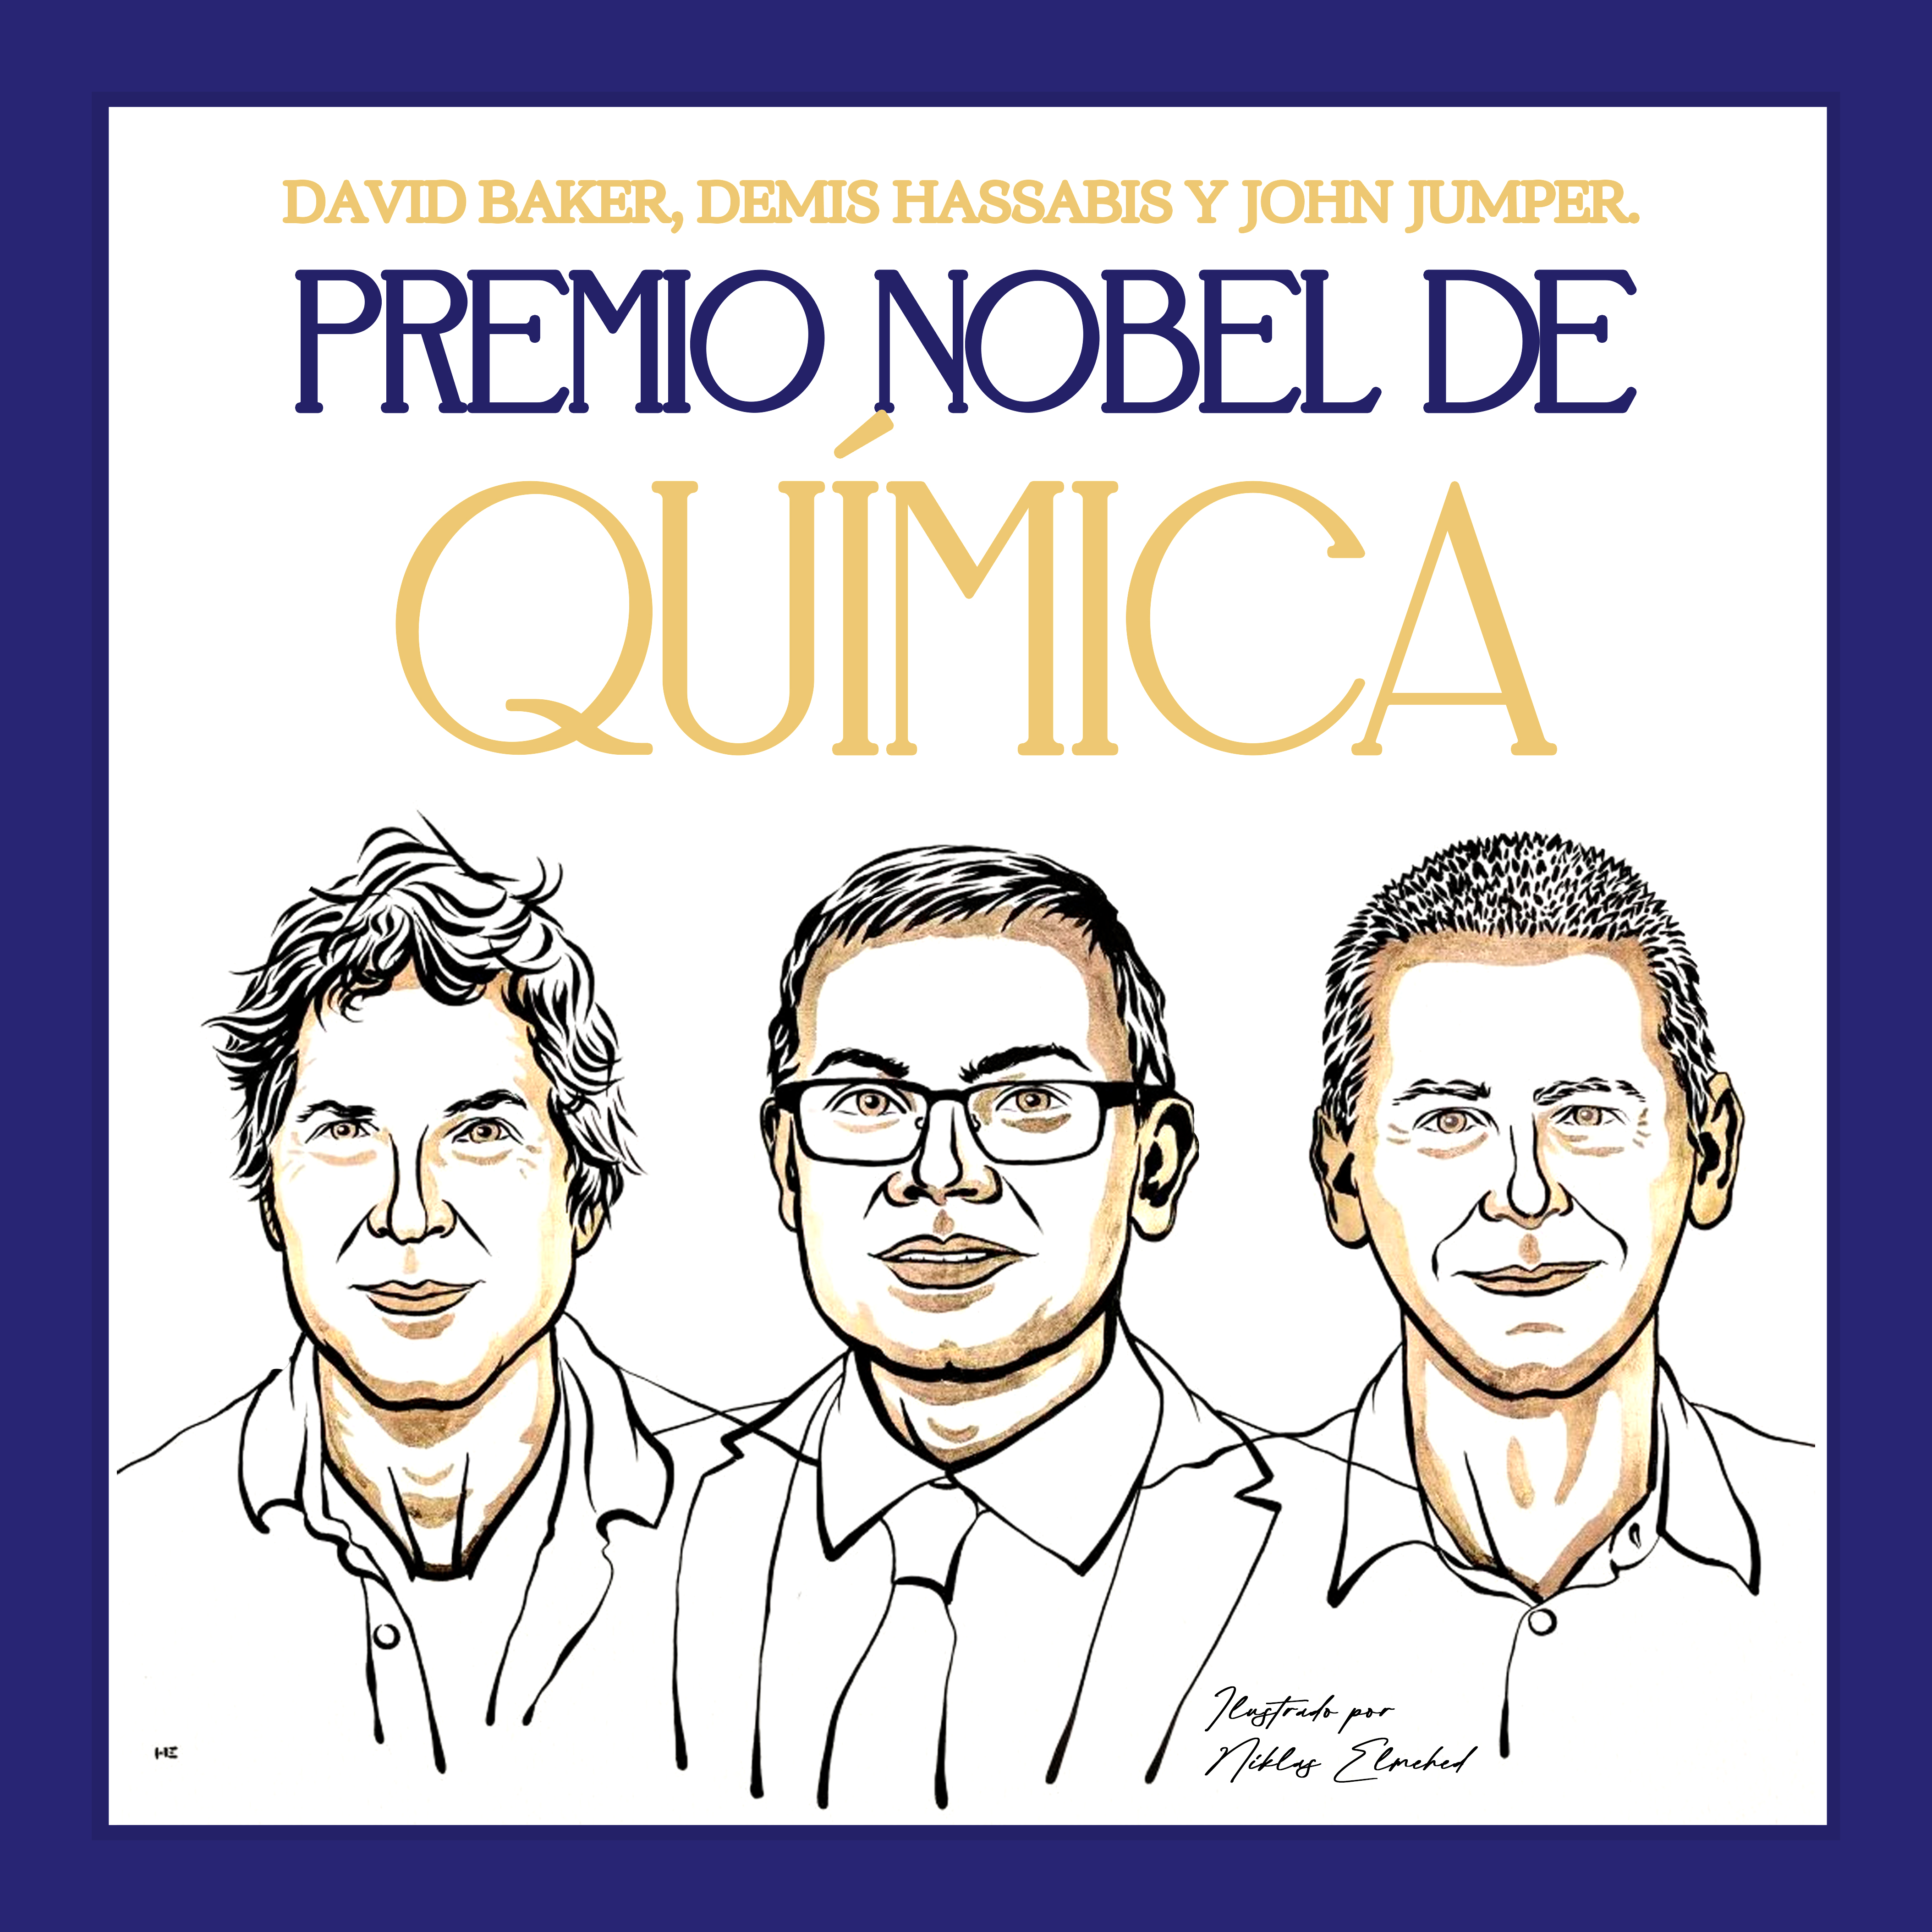 DAVID BAKER, DEMIS HASSABIS Y JOHN JUMPER.
PREMIO NOBEL DE
QUÍMICA
Ilustrado por
Niklas Elmehed